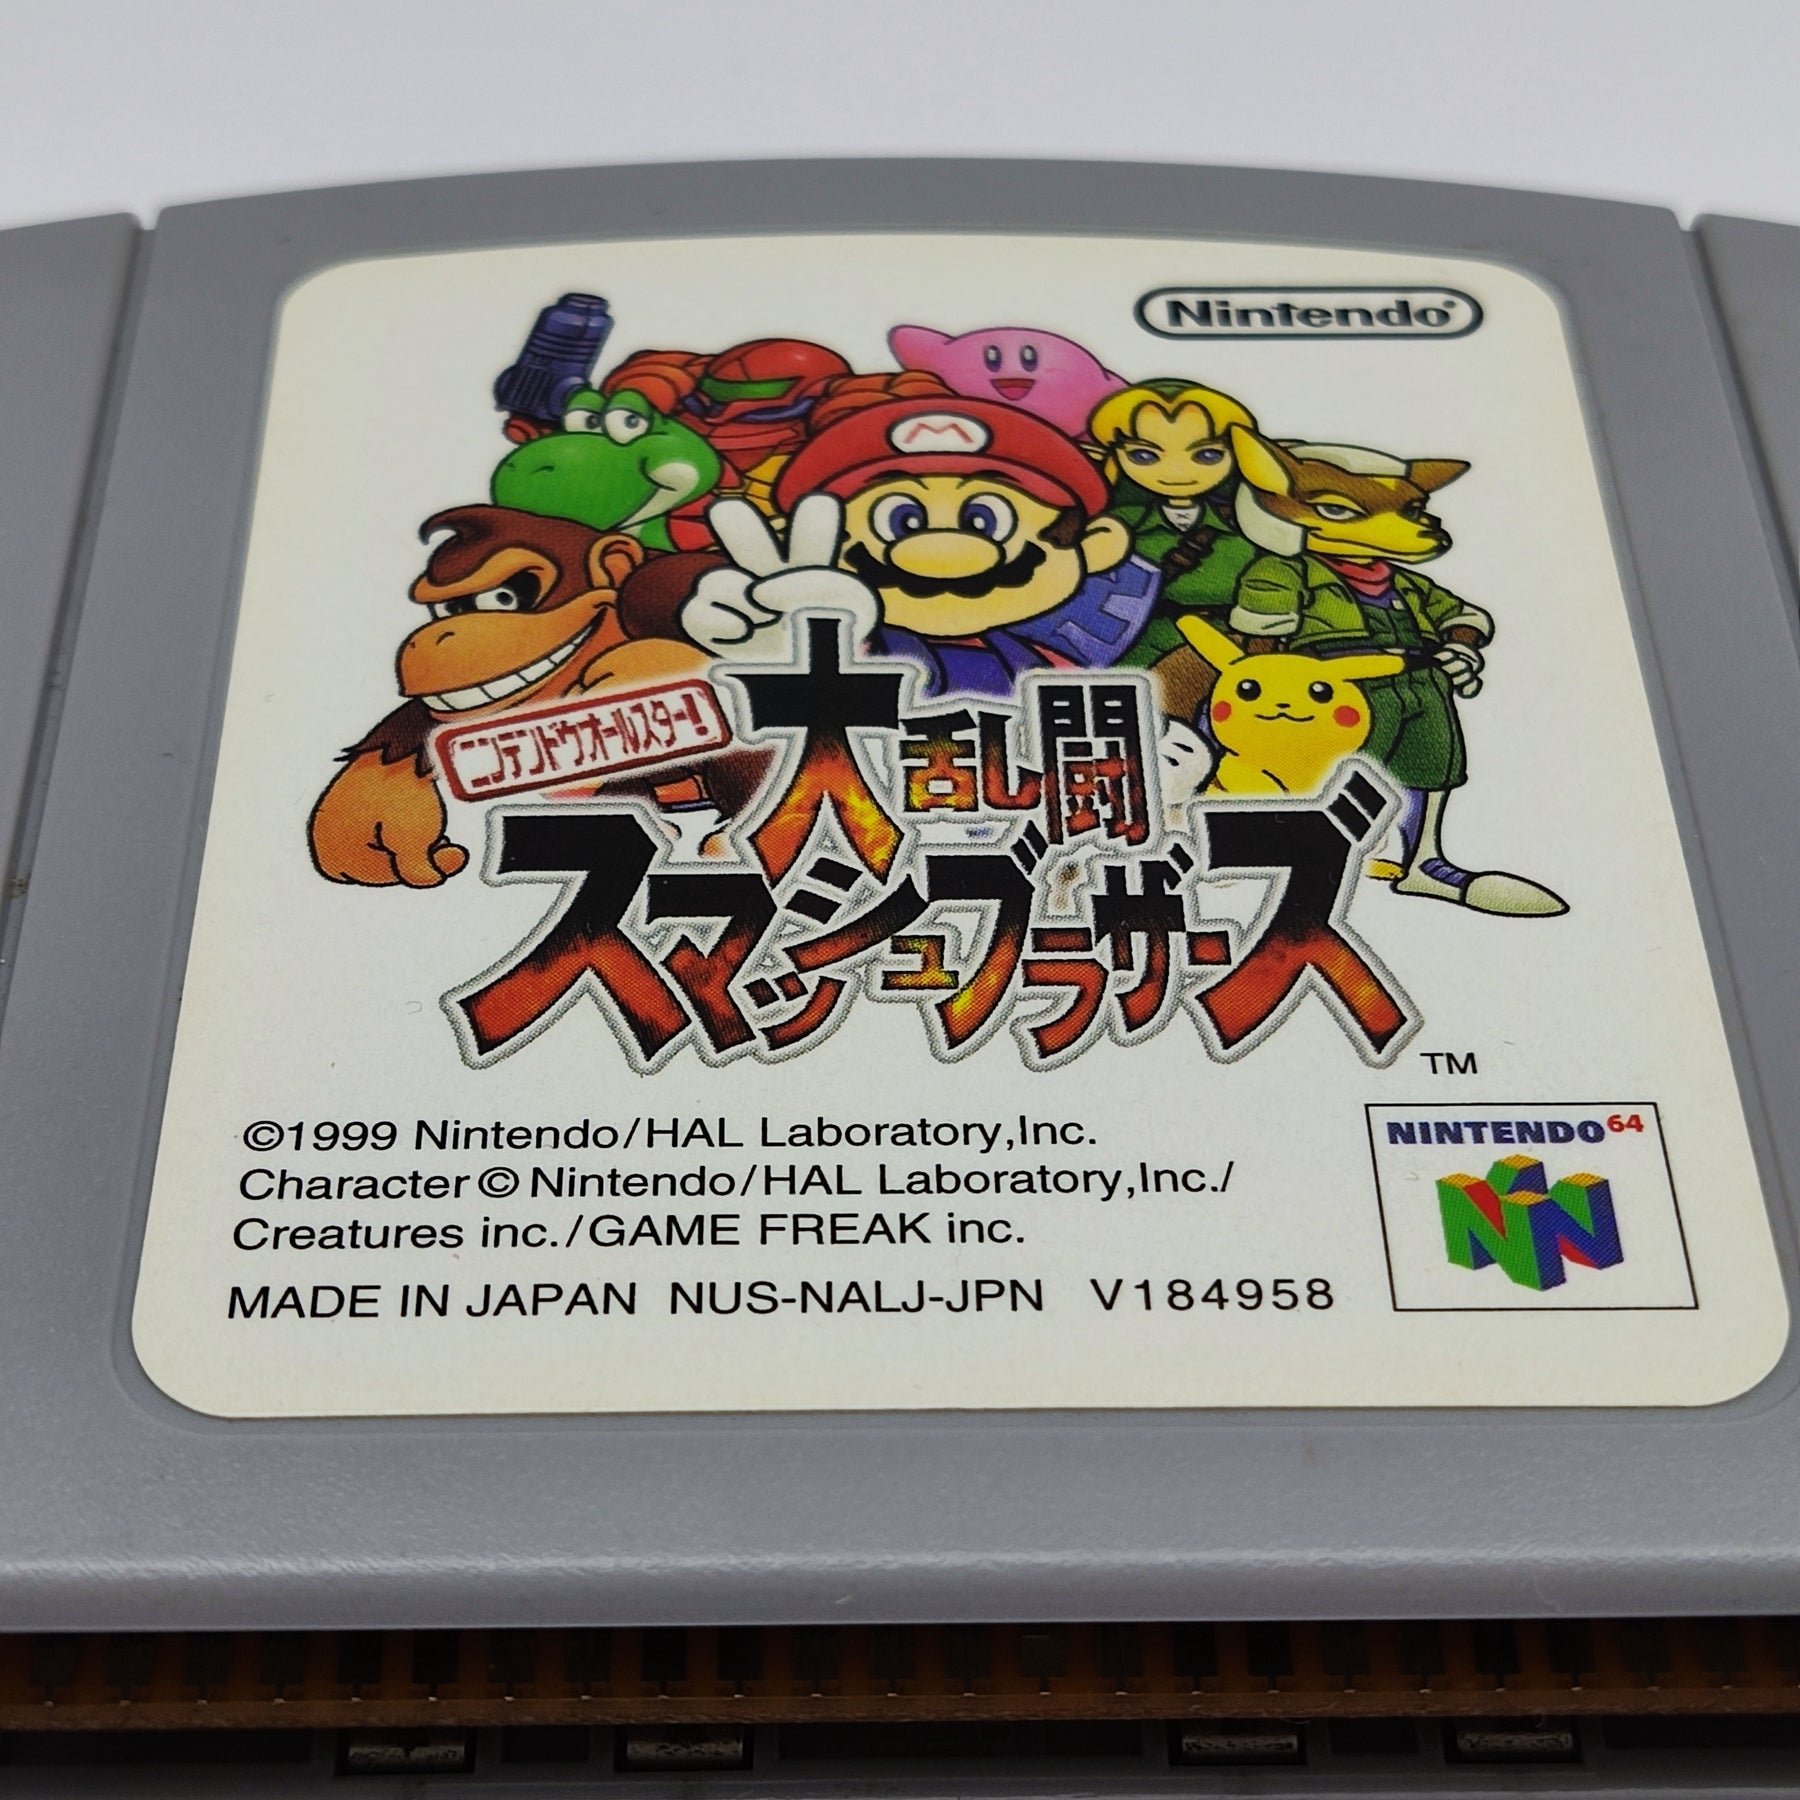 Nintendo®
M
ニンテンドウオールスター!
大乱闘
スマッシュブラザーズ
TM
©1999 Nintendo/HAL Laboratory,Inc.
Character © Nintendo/HAL Laboratory,Inc./
Creatures inc./GAME FREAK inc.
MADE IN JAPAN NUS-NALJ-JPN V184958
NINTENDO64